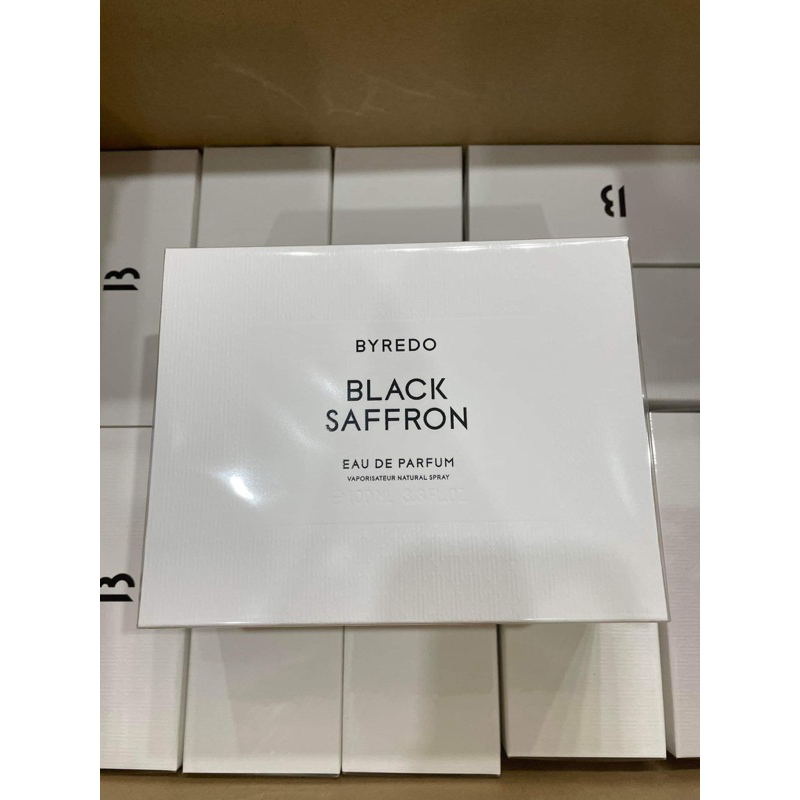 BYREDO
BLACK
SAFFRON
EAU DE PARFUM
VAPORISATEUR NATURAL SPRAY